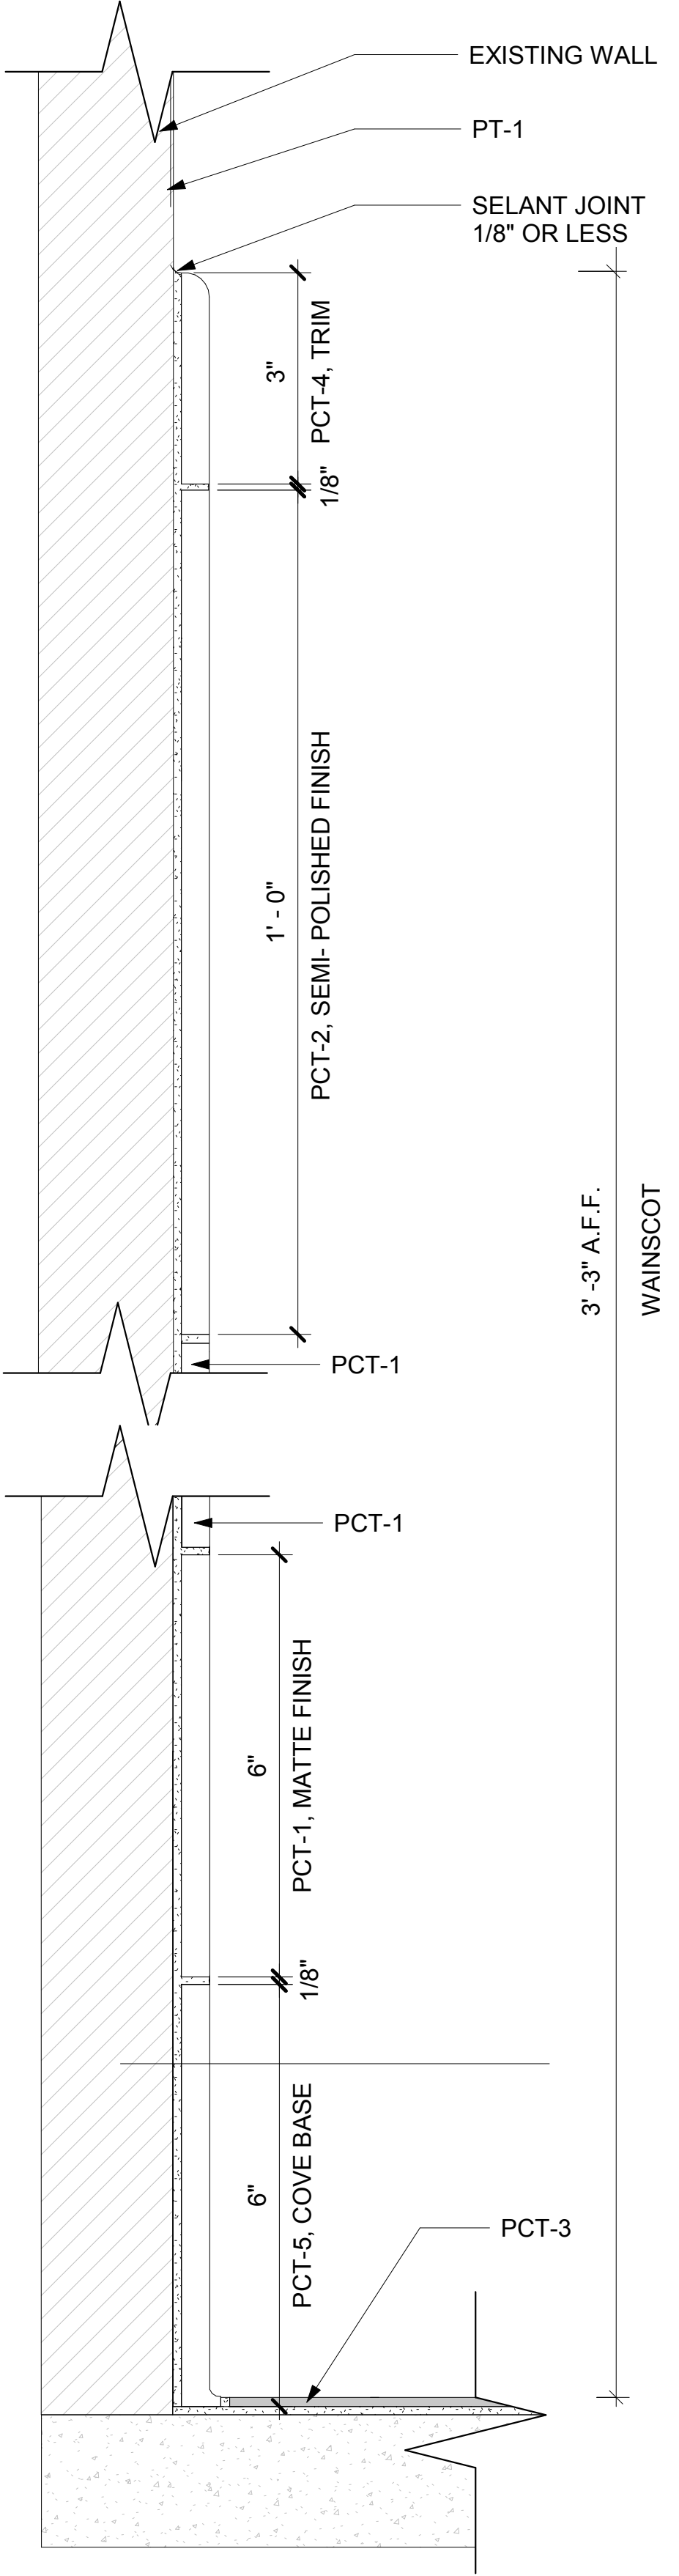 EXISTING WALL
PT-1
SELANT JOINT
1/8" OR LESS
3"
PCT-4, TRIM
1/8"
1' - 0"
PCT-2, SEMI- POLISHED FINISH
3' -3" A.F.F.
WAINSCOT
PCT-1
PCT-1
6"
PCT-1, MATTE FINISH
1/8"
6"
PCT-5, COVE BASE
PCT-3